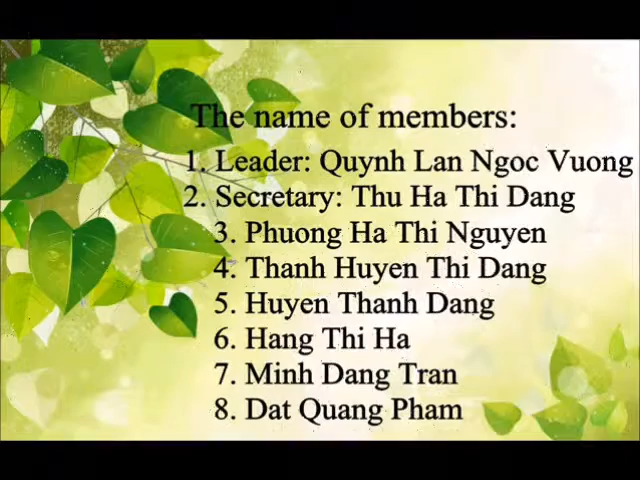 The name of members:
1. Leader: Quynh Lan Ngoc Vuong
2. Secretary: Thu Ha Thi Dang
3. Phuong Ha Thi Nguyen
4. Thanh Huyen Thi Dang
5. Huyen Thanh Dang
6. Hang Thi Ha
7. Minh Dang Tran
8. Dat Quang Pham